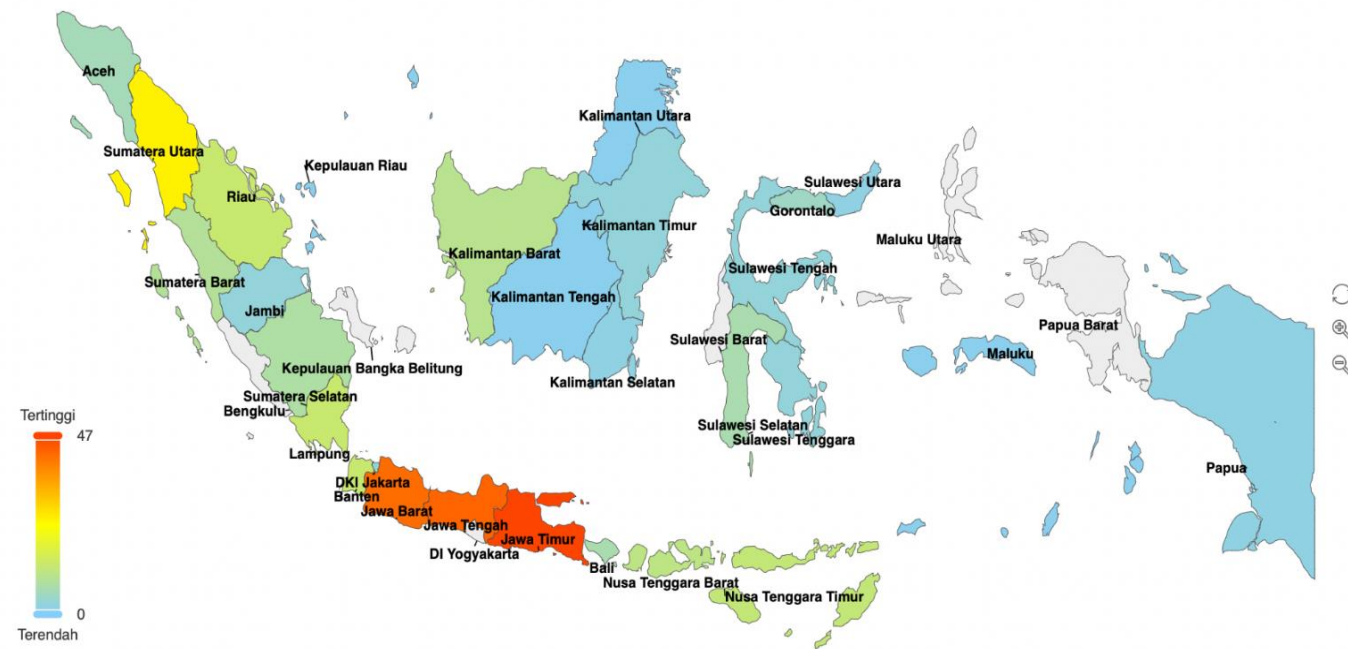 Aceh
Sumatera Utara
Kepulauan Riau
Riau
Sumatera Barat
Jambi
Kepulauan Bangka Belitung
Sumatera Selatan
Bengkulu
Lampung
Kalimantan Utara
Kalimantan Timur
Kalimantan Barat
Kalimantan Tengah
Kalimantan Selatan
Sulawesi Utara
Gorontalo
Sulawesi Tengah
Sulawesi Barat
Sulawesi Selatan
Sulawesi Tenggara
Maluku Utara
Papua Barat
Maluku
Papua
DKI Jakarta
Banten
Jawa Barat
Jawa Tengah
DI Yogyakarta
Jawa Timur
Bali
Nusa Tenggara Barat
Nusa Tenggara Timur
Tertinggi
47
0
Terendah